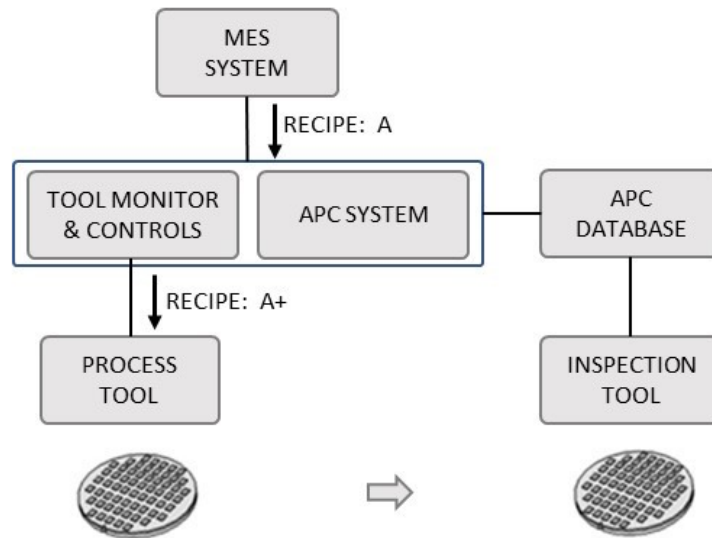 MES
SYSTEM
RECIPE: A
TOOL MONITOR
& CONTROLS
APC SYSTEM
APC
DATABASE
RECIPE: A+
PROCESS
TOOL
INSPECTION
TOOL